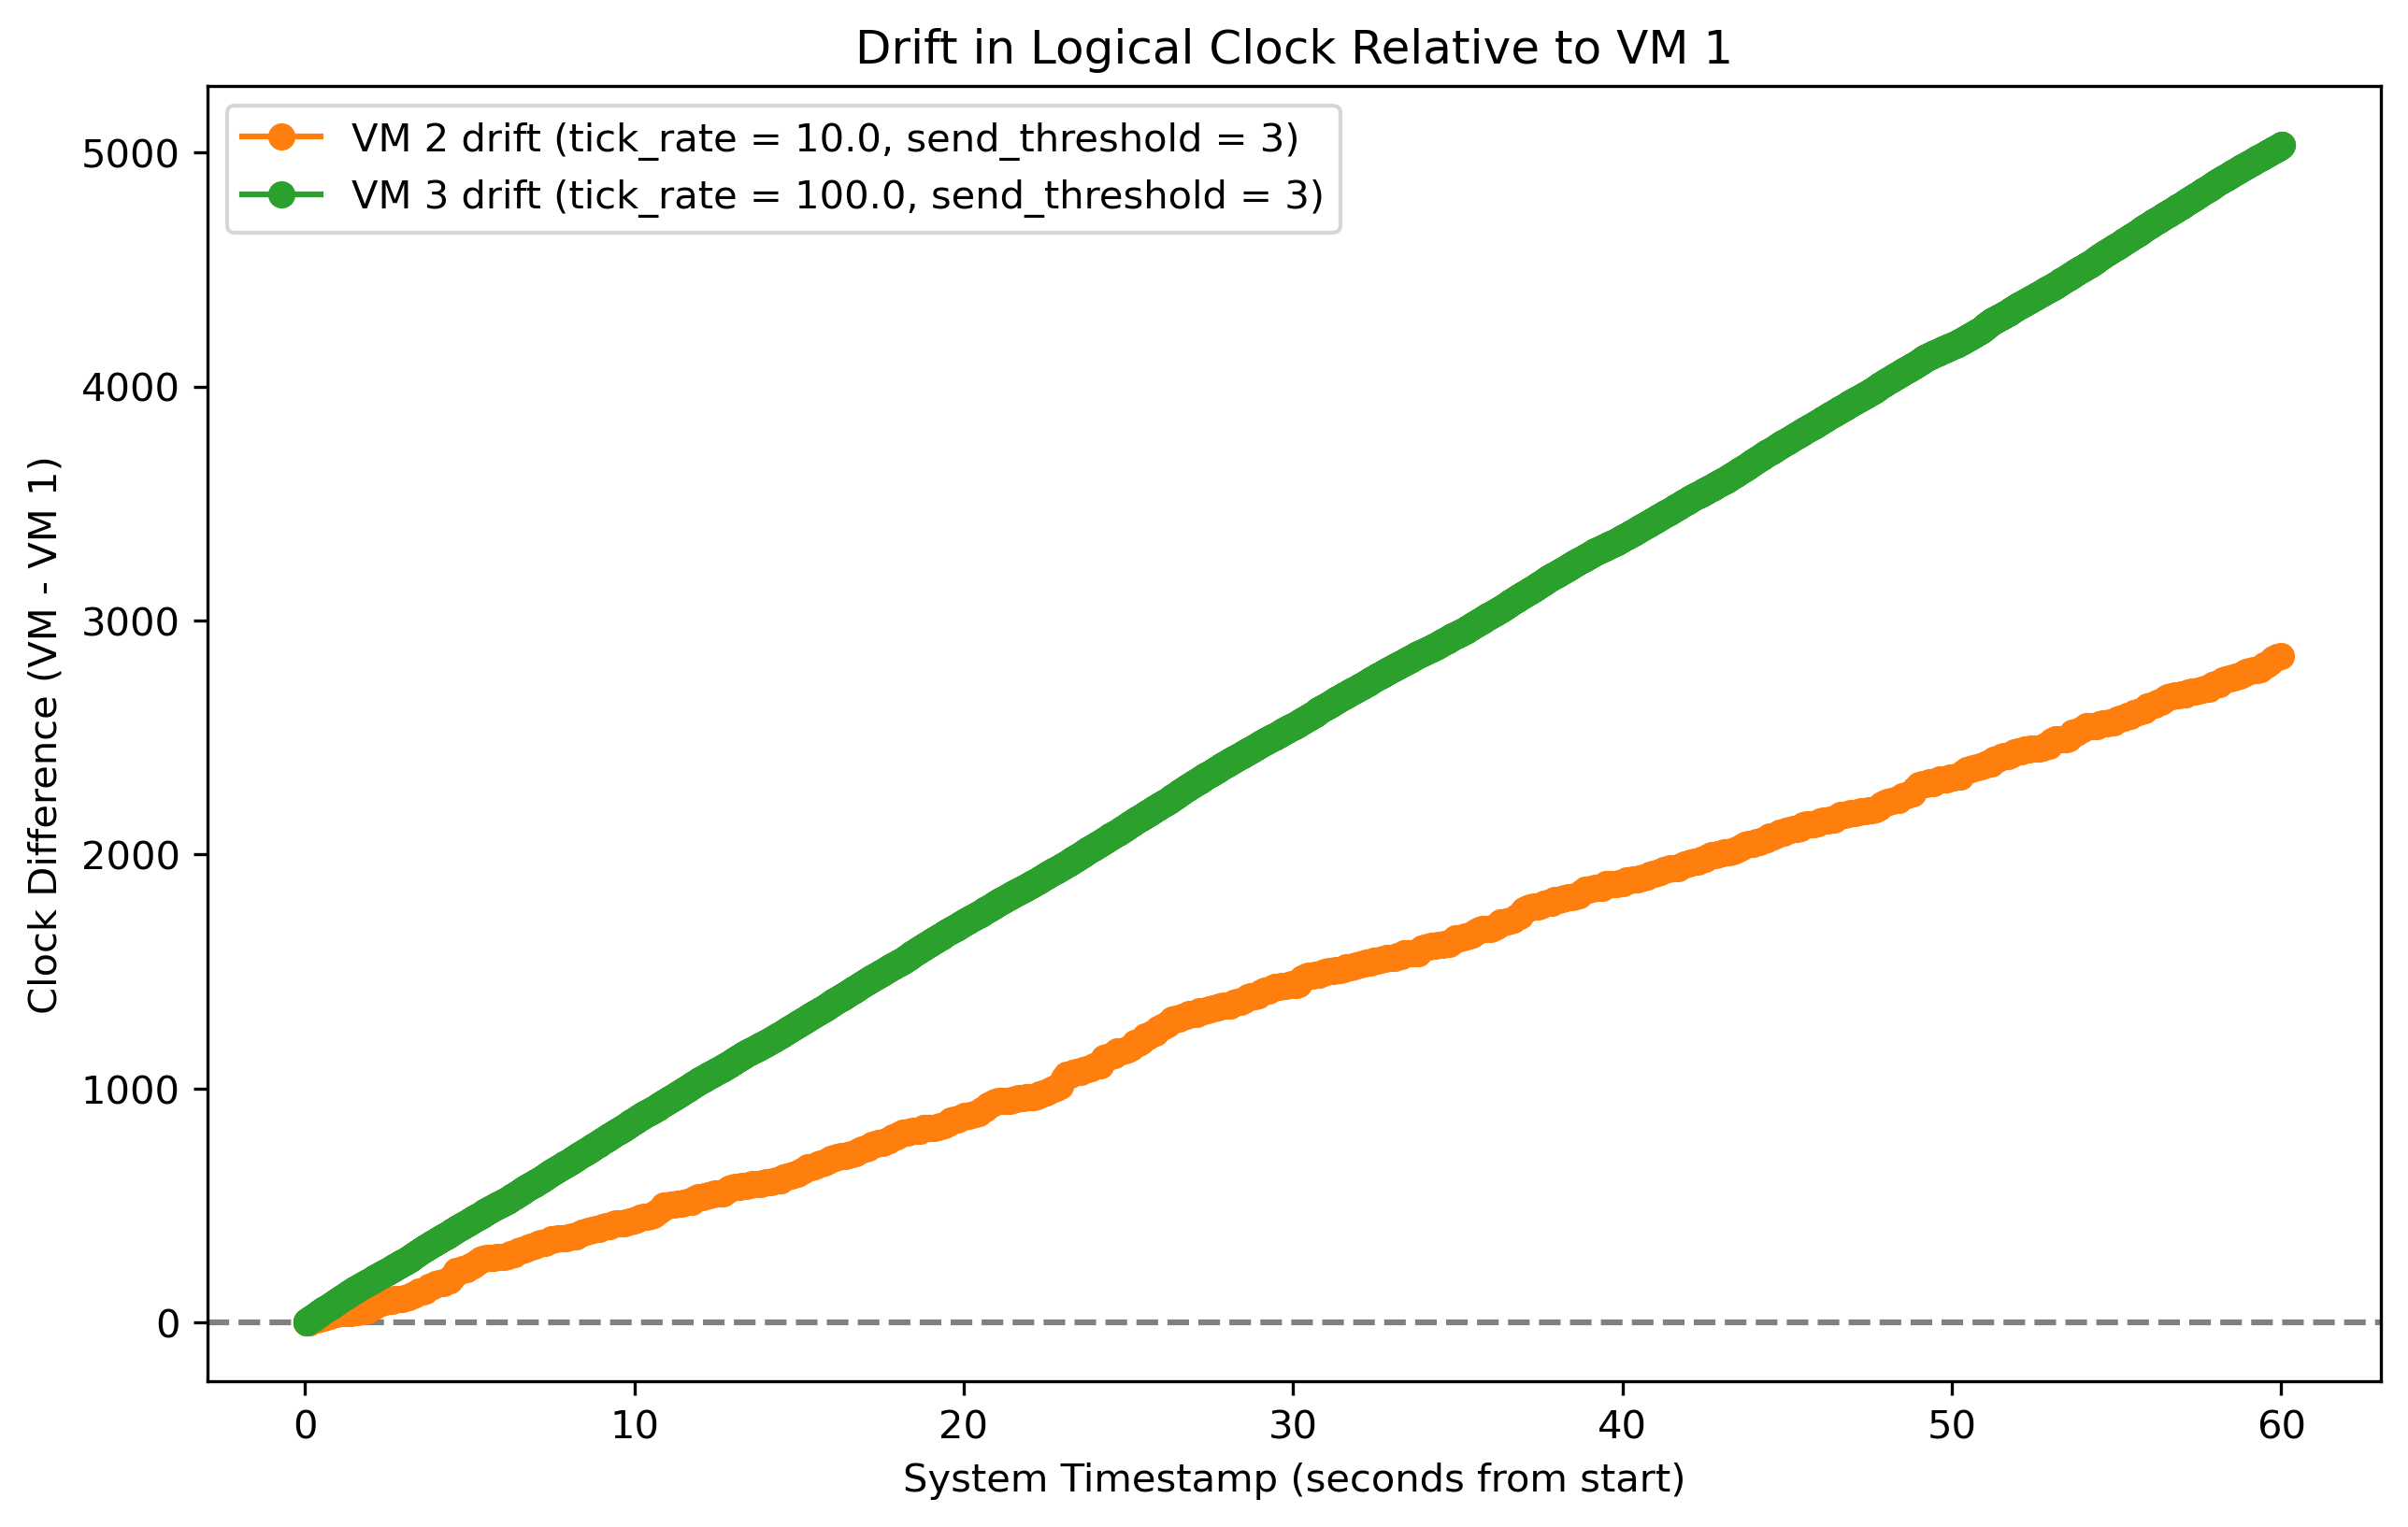 Drift in Logical Clock Relative to VM 1
VM 2 drift (tick_rate = 10.0, send_threshold = 3)
VM 3 drift (tick_rate = 100.0, send_threshold = 3)
Clock Difference (VM - VM 1)
5000
4000
3000
2000
1000
0
0 10 20 30 40 50 60
System Timestamp (seconds from start)